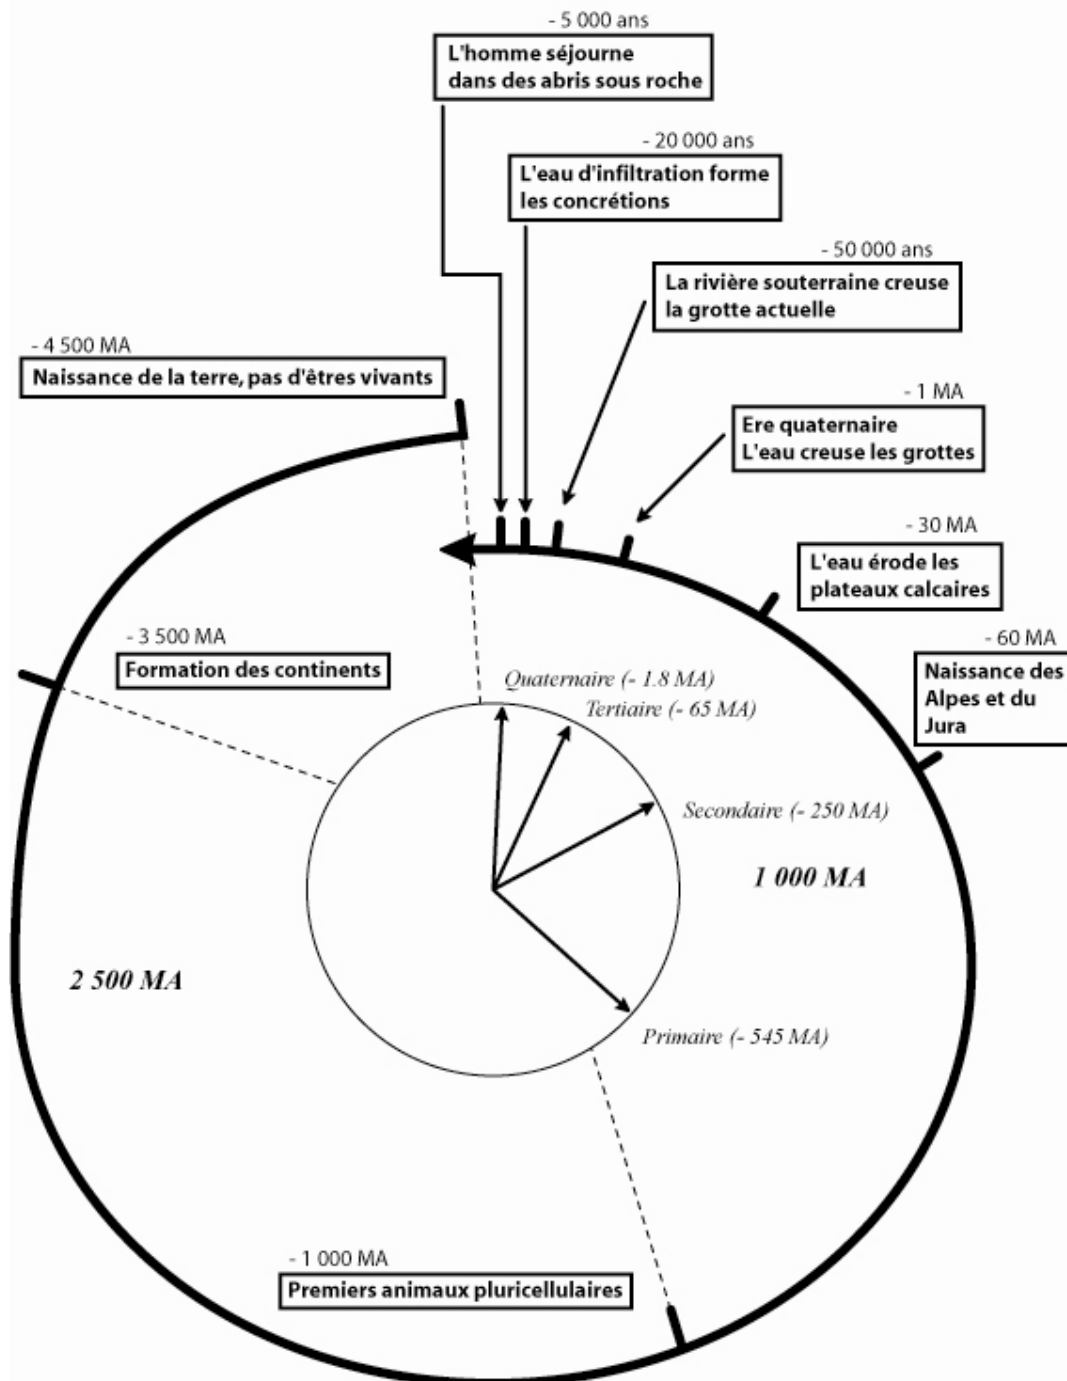 - 5 000 ans
L'homme séjourne
dans des abris sous roche
- 20 000 ans
L'eau d'infiltration forme
les concrétions
- 50 000 ans
La rivière souterraine creuse
la grotte actuelle
- 4 500 MA
Naissance de la terre, pas d'êtres vivants
- 1 MA
Ere quaternaire
L'eau creuse les grottes
- 30 MA
L'eau érode les
plateaux calcaires
- 3 500 MA
Formation des continents
- 60 MA
Naissance des
Alpes et du
Jura
Quaternaire (- 1.8 MA)
Tertiaire (- 65 MA)
Secondaire (- 250 MA)
1 000 MA
2 500 MA
Primaire (- 545 MA)
- 1 000 MA
Premiers animaux pluricellulaires